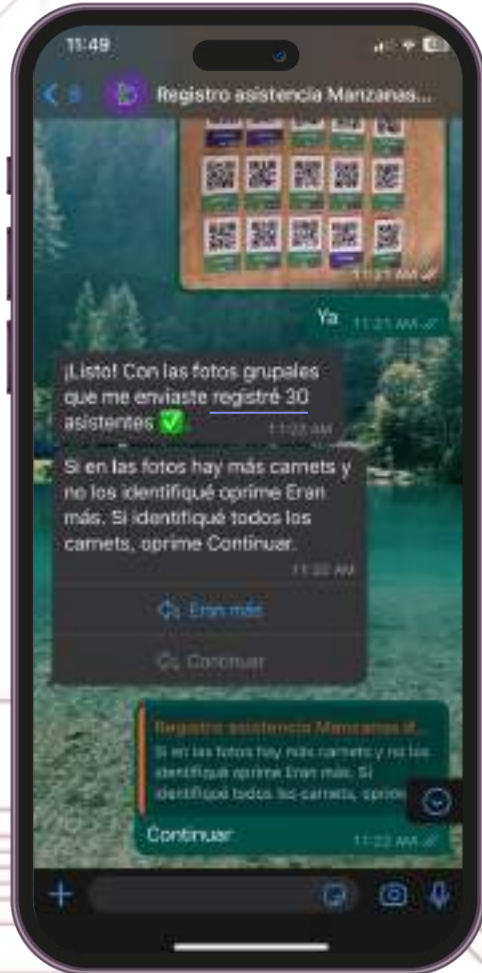 11:49
Registro asistencia Manzanas...
11:21 AM
Ya 11:21 AM
¡Listo! Con las fotos grupales
que me enviaste registré 30
asistentes ✅ 11:22 AM
Si en las fotos hay más carnets y
no los identifiqué oprime Eran
más. Si identifiqué todos los
carnets, oprime Continuar.
11:22 AM
Eran más
Continuar
Registro asistencia Manzanas d...
Si en las fotos hay más carnets y no los
identifiqué oprime Eran más. Si
identifiqué todos los carnets, oprim
Continuar 11:22 AM